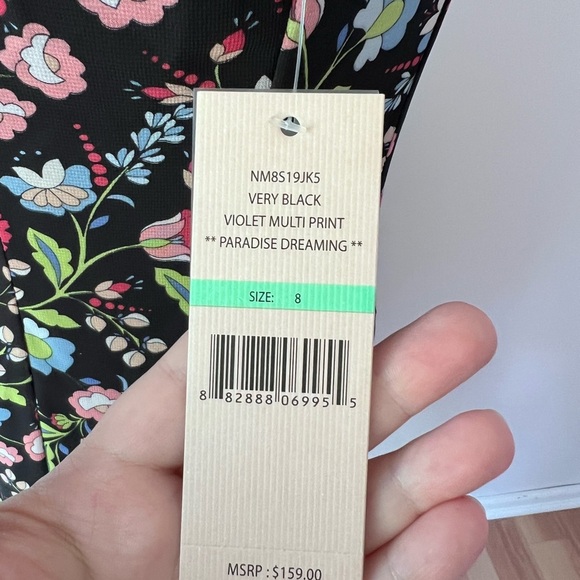 NM8S19JK5
VERY BLACK
VIOLET MULTI PRINT
** PARADISE DREAMING **
SIZE: 8
8 82888 06995 5
MSRP : $159.00